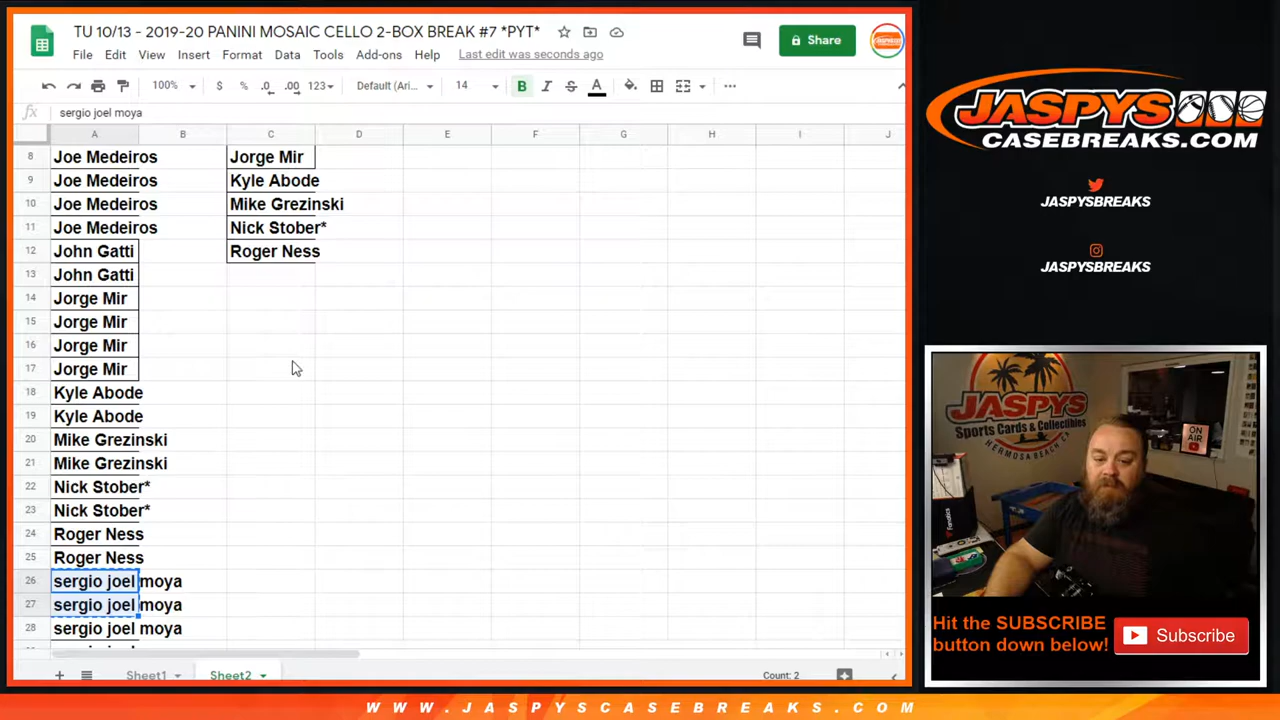 TU 10/13 - 2019-20 PANINI MOSAIC CELLO 2-BOX BREAK #7 *PYT*
File Edit View Insert Format Data Tools Add-ons Help Last edit was seconds ago
Share
100% $ % .0 .00 123 Default (Ari... 14 B I S A
fx sergio joel moya
A B C D E F G H I J
8 Joe Medeiros Jorge Mir
9 Joe Medeiros Kyle Abode
10 Joe Medeiros Mike Grezinski
11 Joe Medeiros Nick Stober*
12 John Gatti Roger Ness
13 John Gatti
14 Jorge Mir
15 Jorge Mir
16 Jorge Mir
17 Jorge Mir
18 Kyle Abode
19 Kyle Abode
20 Mike Grezinski
21 Mike Grezinski
22 Nick Stober*
23 Nick Stober*
24 Roger Ness
25 Roger Ness
26 sergio joel moya
27 sergio joel moya
28 sergio joel moya
Sheet1 Sheet2 Count: 2
JASPYS
CASEBREAKS.COM
JASPYSBREAKS
JASPYSBREAKS
JASPYS
Sports Cards & Collectibles
HERMOSA BEACH CA
ON
AIR
Fanatics
Hit the SUBSCRIBE
button down below!
Subscribe
WWW.JASPYSCASEBREAKS.COM